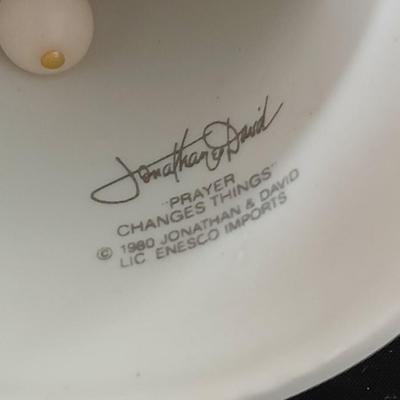 Jonathan & David
"PRAYER
CHANGES THINGS"
© 1980 JONATHAN & DAVID
LIC ENESCO IMPORTS